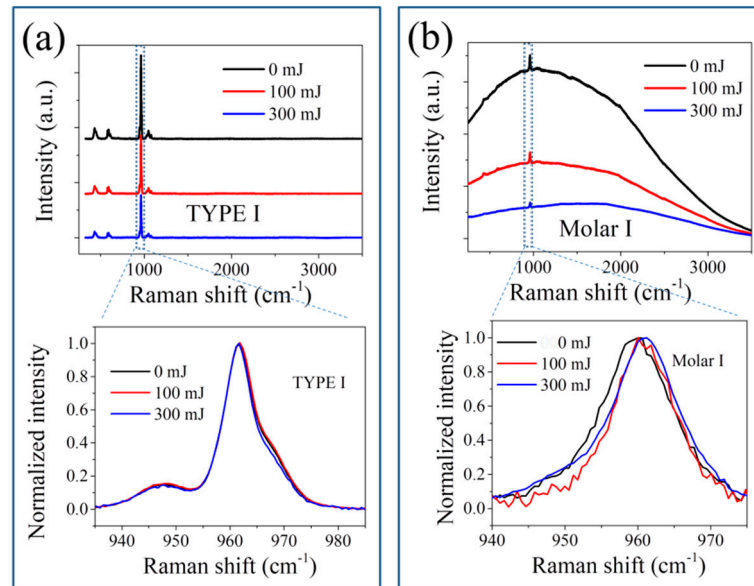 (a)
Intensity (a.u.)
0 mJ
100 mJ
300 mJ
TYPE I
1000 2000 3000
Raman shift (cm-1)
Normalized intensity
1.0
0.8
0.6
0.4
0.2
0.0
0 mJ
100 mJ
300 mJ
TYPE I
940 950 960 970 980
Raman shift (cm-1)
(b)
Intensity (a.u.)
0 mJ
100 mJ
300 mJ
Molar I
1000 2000 3000
Raman shift (cm-1)
Normalized intensity
1.0
0.8
0.6
0.4
0.2
0.0
0 mJ
100 mJ
300 mJ
Molar I
940 950 960 970
Raman shift (cm-1)